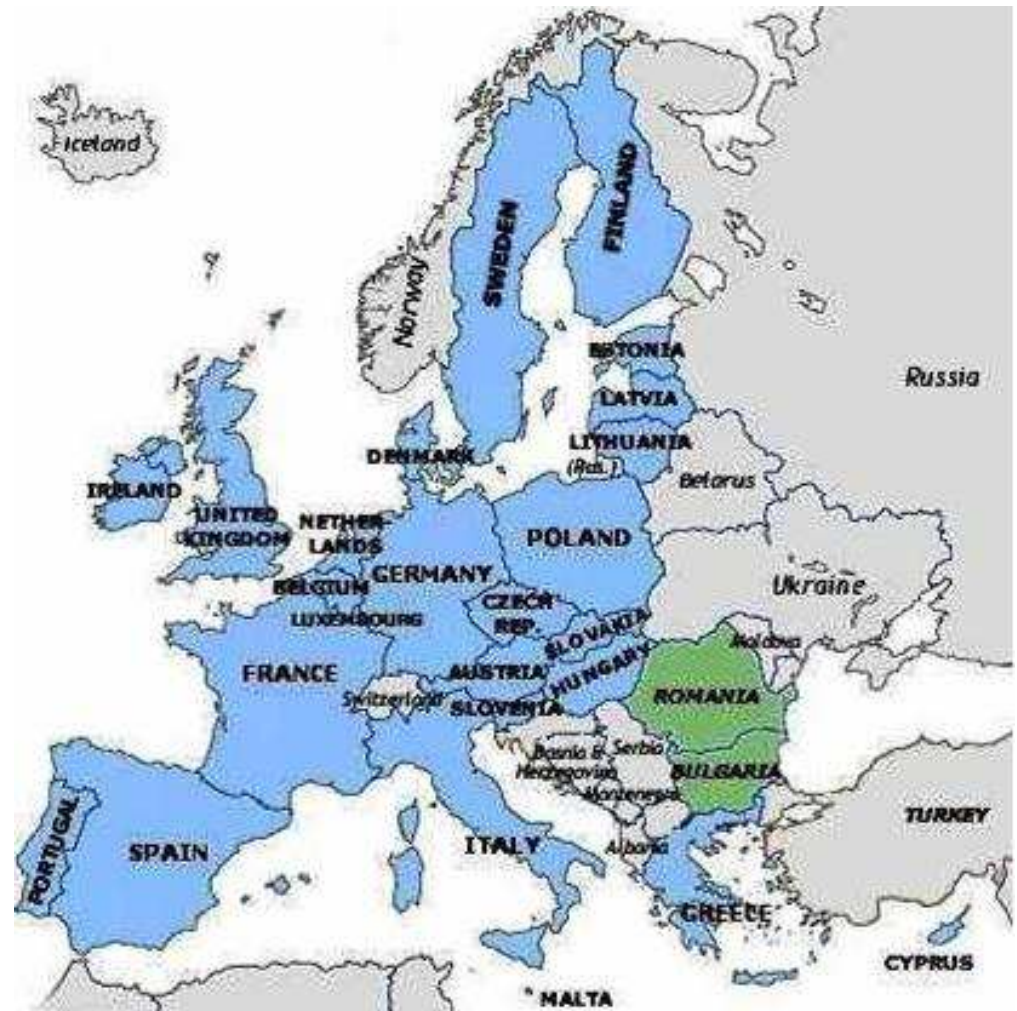 Iceland
FINLAND
SWEDEN
Norway
ESTONIA
Russia
LATVIA
DENMARK
LITHUANIA
(Rus.)
Belarus
IRELAND
UNITED
KINGDOM
NETHER-
LANDS
POLAND
GERMANY
BELGIUM
Ukraine
CZECH
REP.
LUXEMBOURG
SLOVAKIA
Moldova
FRANCE
AUSTRIA
HUNGARY
Switzerland
SLOVENIA
ROMANIA
Bosnia &
Herzegovina
Serbia
BULGARIA
Montenegro
PORTUGAL
SPAIN
ITALY
Albania
TURKEY
GREECE
CYPRUS
MALTA